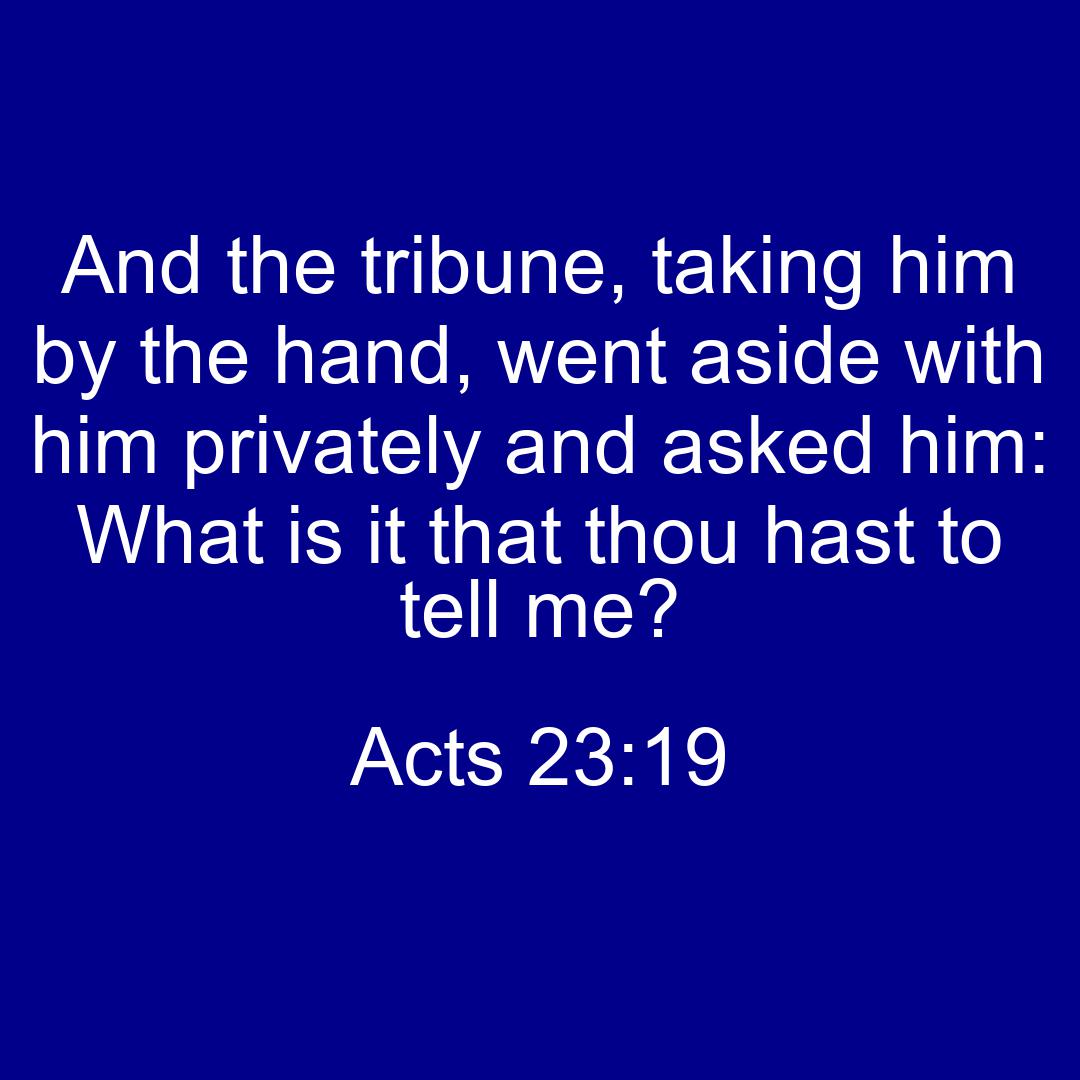 And the tribune, taking him
by the hand, went aside with
him privately and asked him:
What is it that thou hast to
tell me?
Acts 23:19